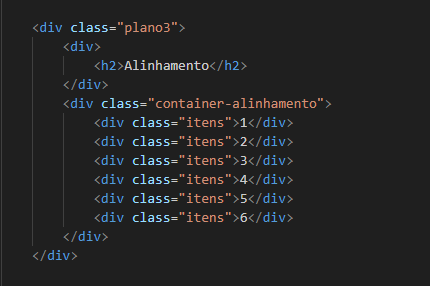 <div class="plano3">
<div>
<h2>Alinhamento</h2>
</div>
<div class="container-alinhamento">
<div class="itens">1</div>
<div class="itens">2</div>
<div class="itens">3</div>
<div class="itens">4</div>
<div class="itens">5</div>
<div class="itens">6</div>
</div>
</div>